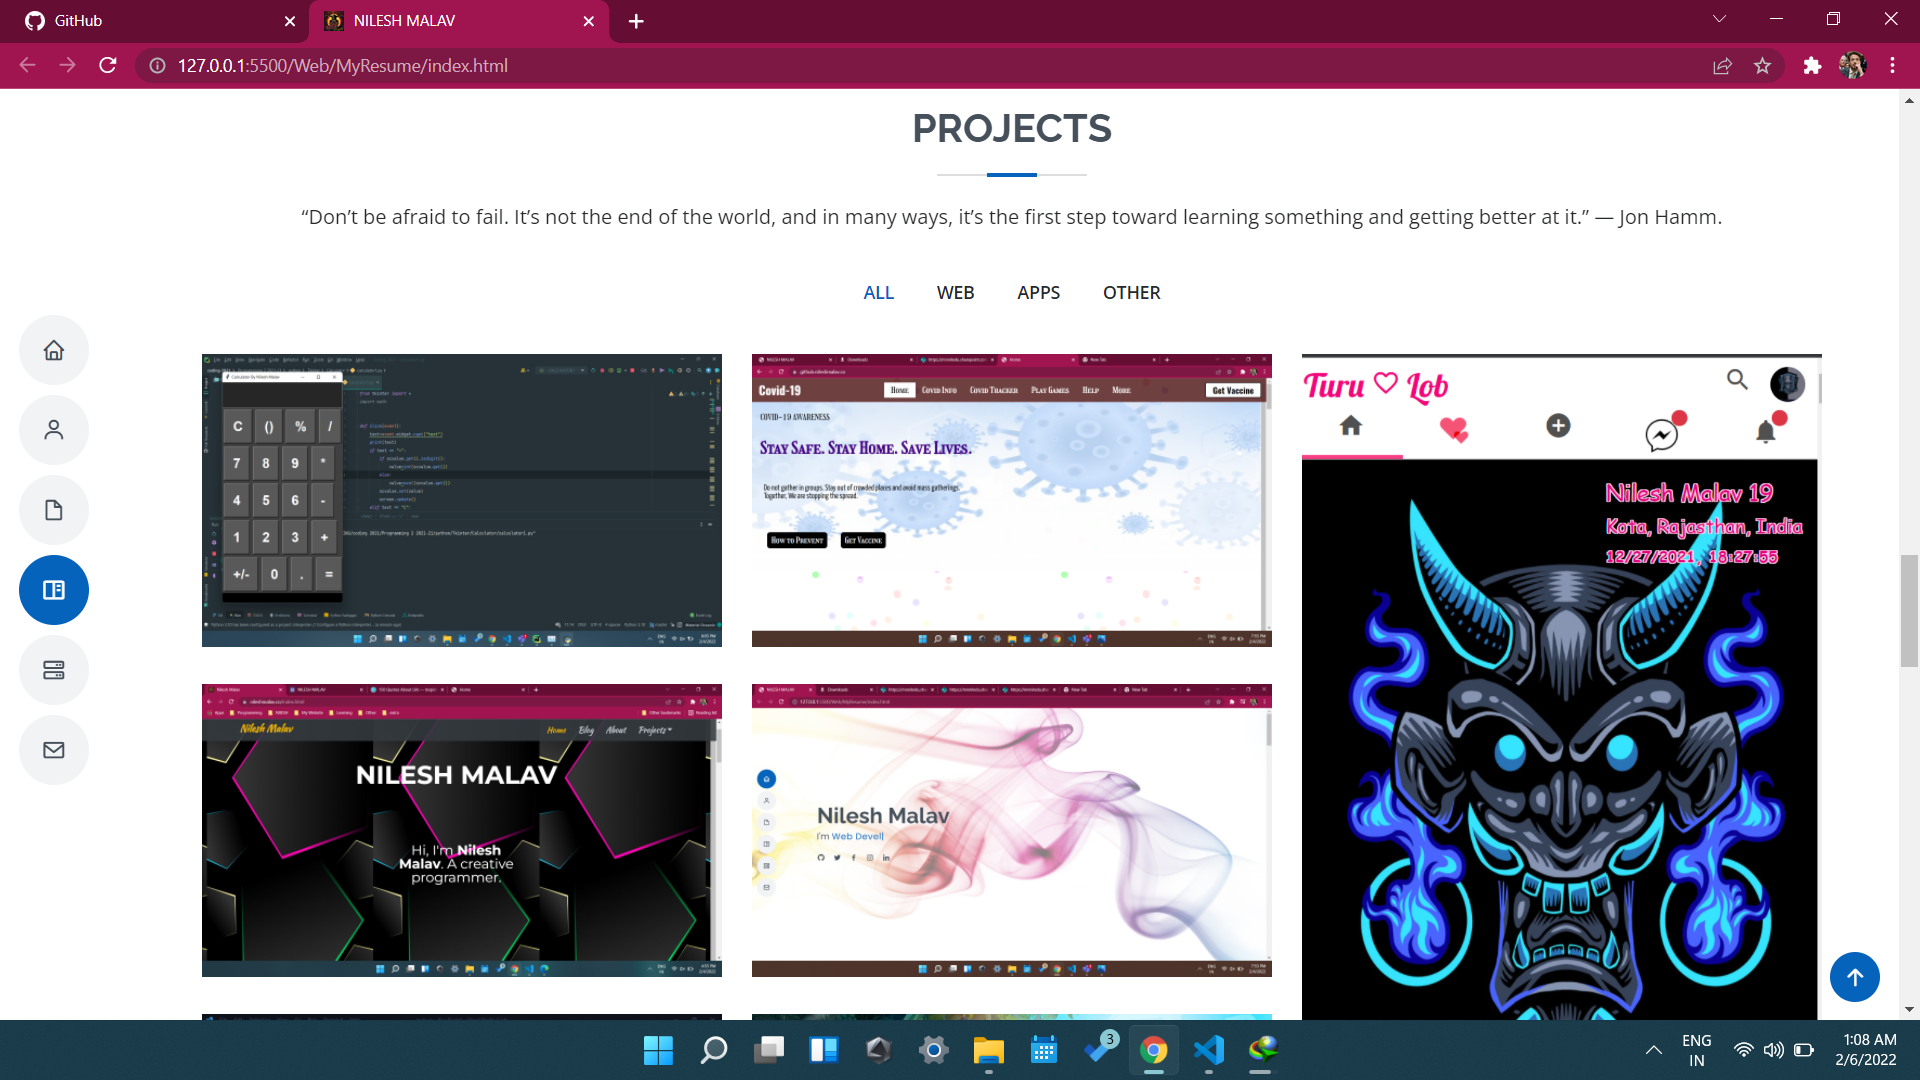 GitHub
NILESH MALAV
127.0.0.1:5500/Web/MyResume/index.html
PROJECTS
“Don’t be afraid to fail. It’s not the end of the world, and in many ways, it’s the first step toward learning something and getting better at it.” — Jon Hamm.
ALL WEB APPS OTHER
C () % /
7 8 9 *
4 5 6 -
1 2 3 +
+/- 0 . =
Covid-19 Home Covid Info Covid Tracker Play Games Help More Get Vaccine
COVID-19 AWARENESS
Stay Safe. Stay Home. Save Lives.
Do not gather in groups. Stay out of crowded places and avoid mass gatherings.
Together, We are stopping the spread.
How to Prevent Get Vaccine
Turu Lob
Nilesh Malav 19
Kota, Rajasthan, India
12/27/2021, 18:27:55
Nilesh Malav Home Blog About Projects
NILESH MALAV
Hi, I'm Nilesh
Malav. A creative
programmer.
Nilesh Malav
I'm Web Devel|
3
ENG
IN
1:08 AM
2/6/2022